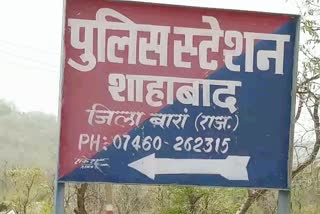 पुलिस स्टेशन
शाहाबाद
जिला बारां (राज॰)
PH: 07460-262315